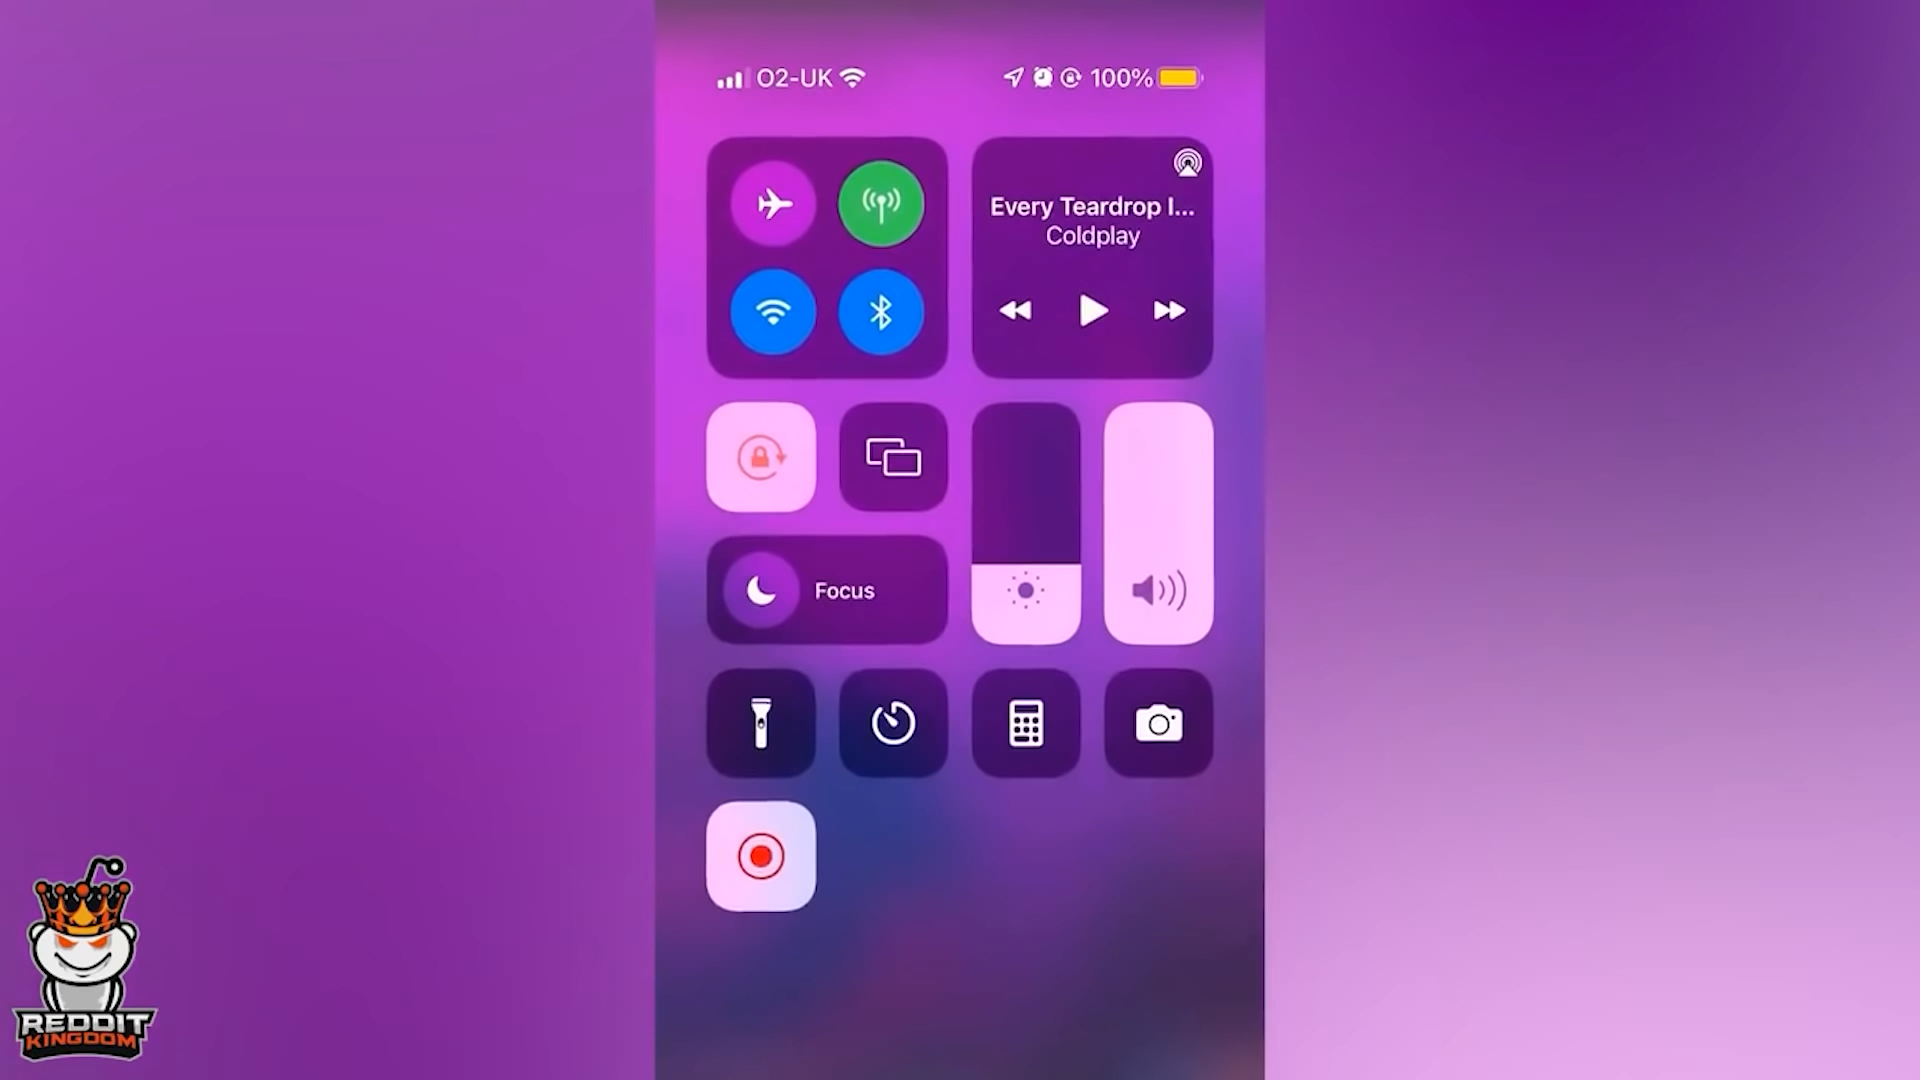 O2-UK
100%
Every Teardrop I...
Coldplay
Focus
REDDIT
KINGDOM